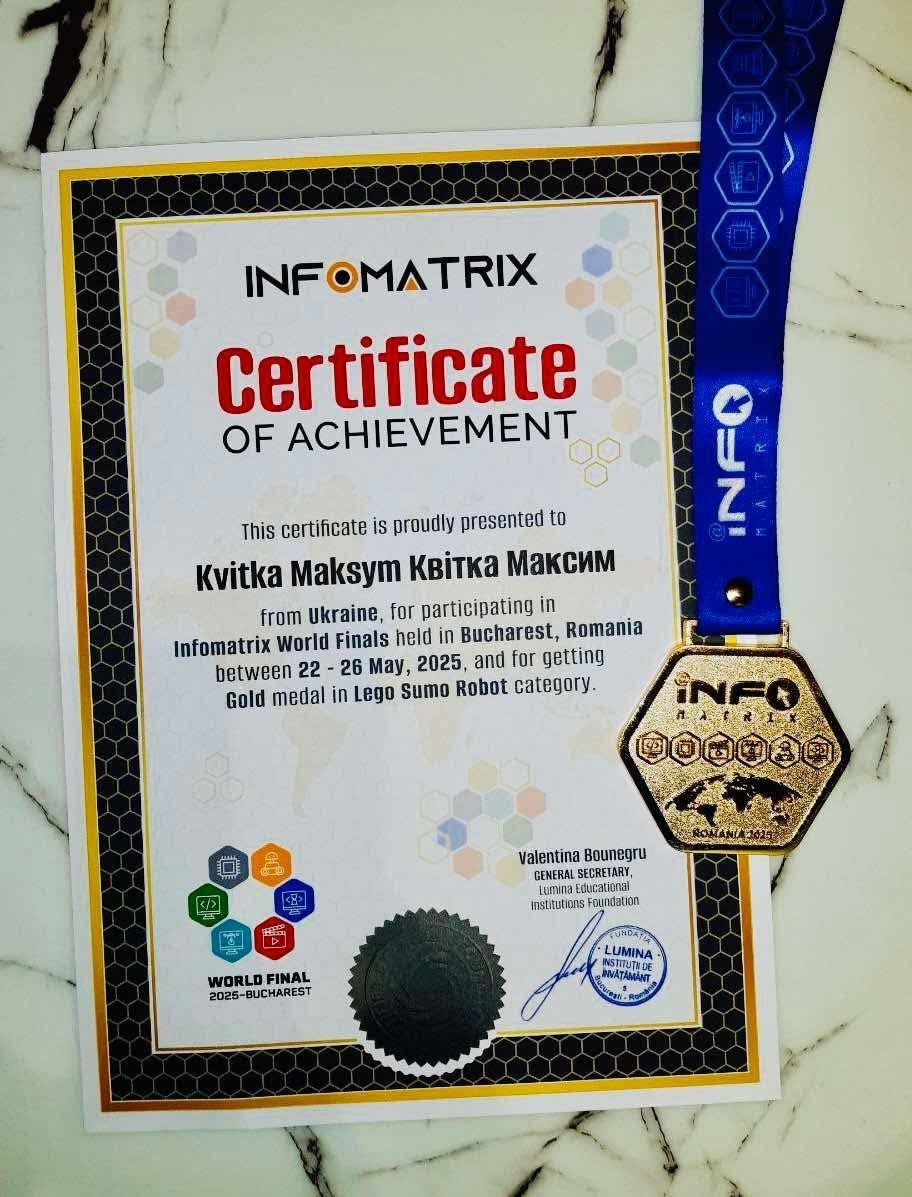 INFOMATRIX
Certificate
OF ACHIEVEMENT
This certificate is proudly presented to
Kvitka Maksym Квітка Максим
from Ukraine, for participating in
Infomatrix World Finals held in Bucharest, Romania
between 22 - 26 May, 2025, and for getting
Gold medal in Lego Sumo Robot category.
Valentina Bounegru
GENERAL SECRETARY,
Lumina Educational
Institutions Foundation
FUNDAȚIA
LUMINA
INSTITUȚII DE
ÎNVĂȚĂMÂNT
5
București - România
WORLD FINAL
2025-BUCHAREST
INFO
MATRIX
INFO
MATRIX
ROMANIA 2025